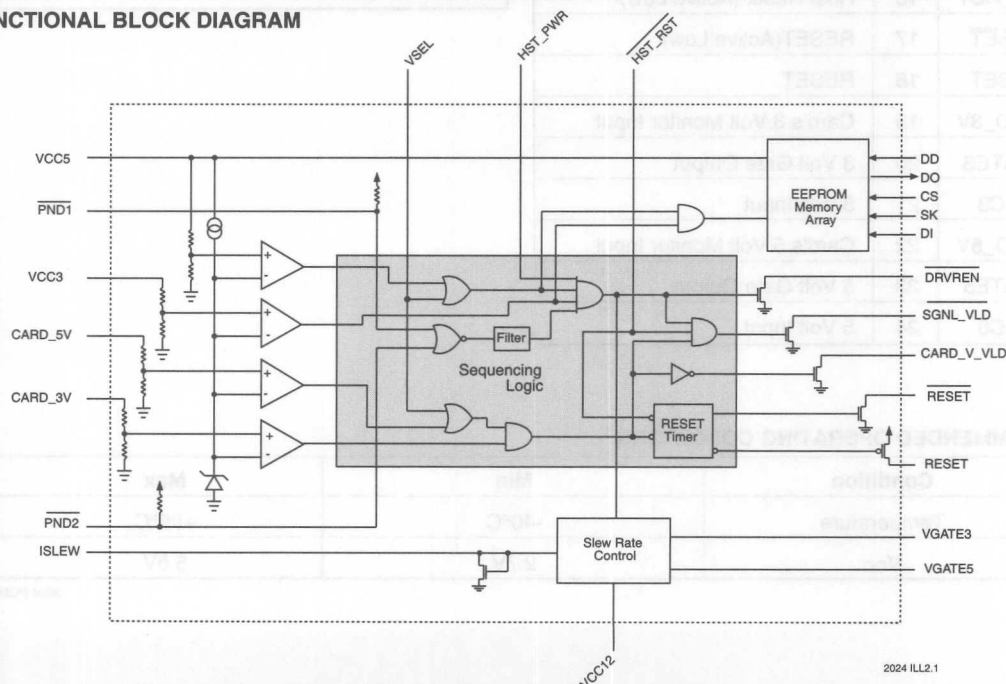 NCTIONAL BLOCK DIAGRAM
VSEL
HST_PWR
HST_RST
VCC5
PND1
VCC3
CARD_5V
CARD_3V
PND2
ISLEW
EEPROM
Memory
Array
DD
DO
CS
SK
DI
DRVREN
SGNL_VLD
CARD_V_VLD
RESET
RESET
VGATE3
VGATE5
+
-
+
-
+
-
+
-
Filter
Sequencing
Logic
RESET
Timer
Slew Rate
Control
VCC12
2024 ILL2.1